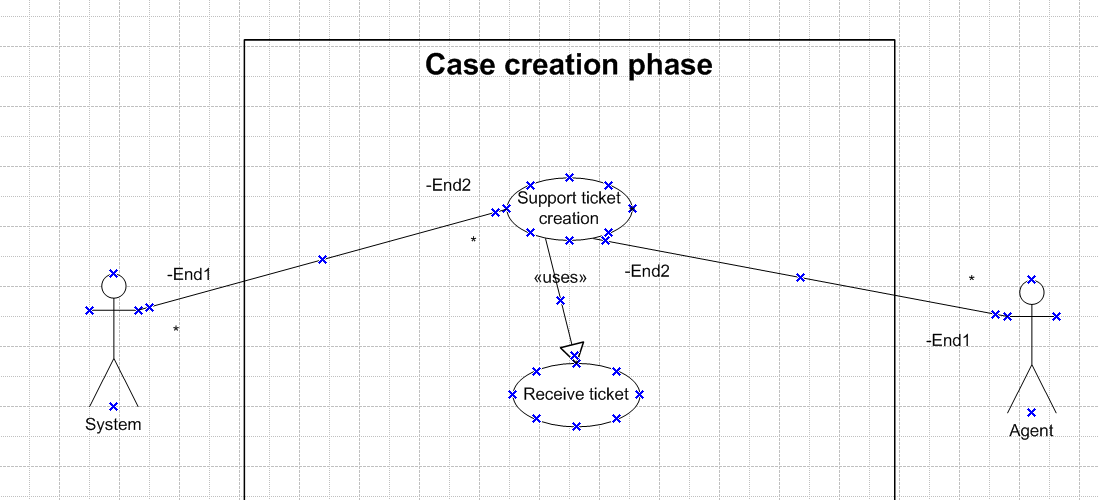 Case creation phase
-End2
Support ticket
creation
*
-End1
«uses»
-End2
*
*
-End1
Receive ticket
System
Agent